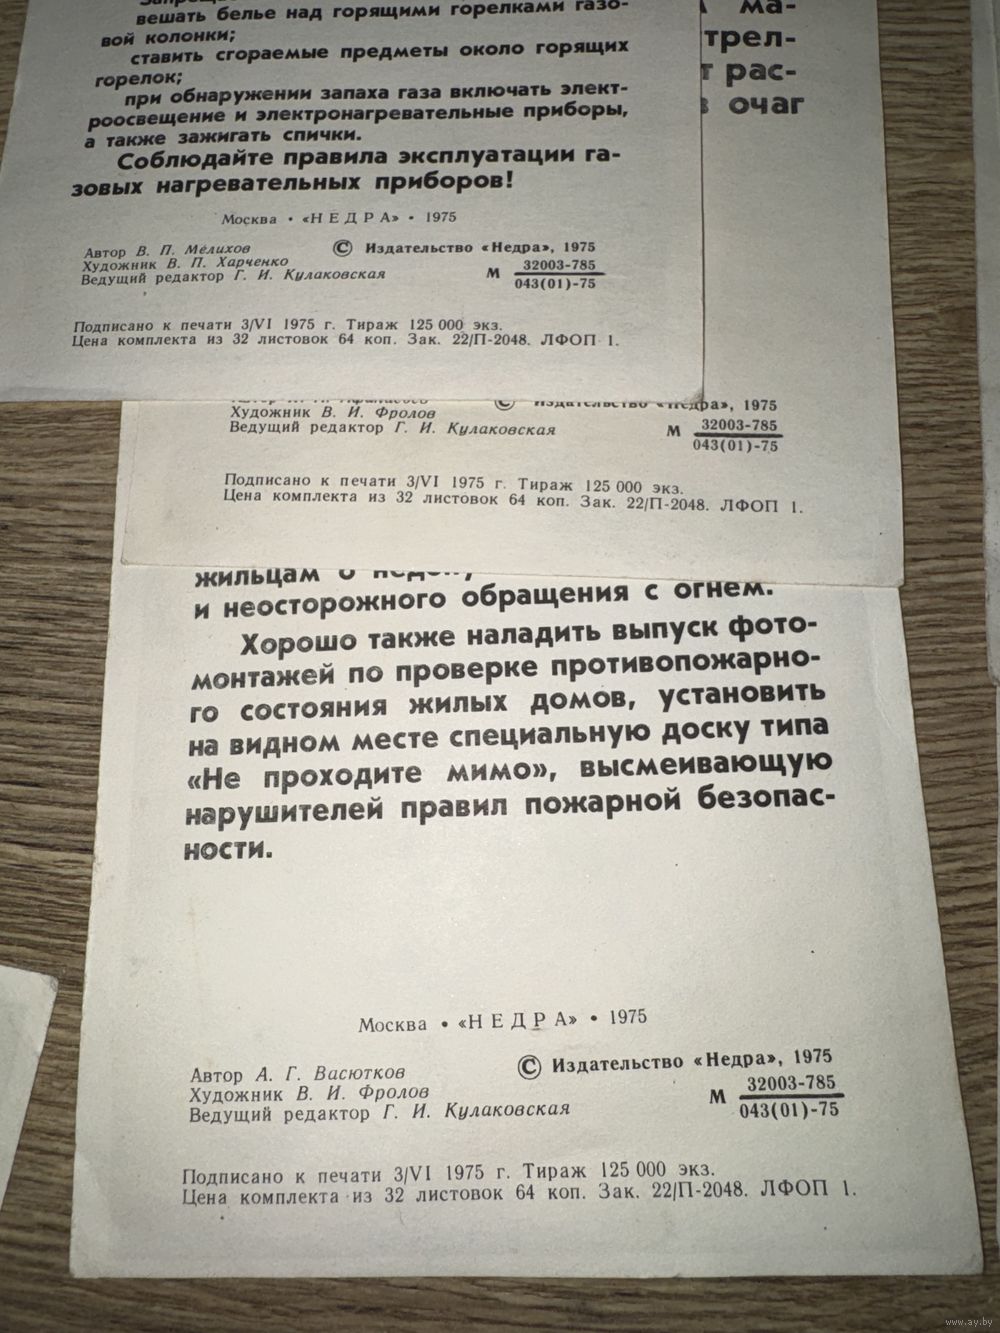 вешать белье над горящими горелками газо-
вой колонки;
ставить сгораемые предметы около горящих
горелок;
при обнаружении запаха газа включать элект-
роосвещение и электронагревательные приборы,
а также зажигать спички.
Соблюдайте правила эксплуатации га-
зовых нагревательных приборов!
Москва • «НЕДРА» • 1975
Автор В. П. Мелихов
Художник В. П. Харченко
Ведущий редактор Г. И. Кулаковская
© Издательство «Недра», 1975
М 32003-785
043(01)-75
Подписано к печати 3/VI 1975 г. Тираж 125 000 экз.
Цена комплекта из 32 листовок 64 коп. Зак. 22/П-2048. ЛФОП 1.
ма-
трел-
т рас-
в очаг
Художник В. И. Фролов
Ведущий редактор Г. И. Кулаковская
© Издательство «Недра», 1975
М 32003-785
043(01)-75
Подписано к печати 3/VI 1975 г. Тираж 125 000 экз.
Цена комплекта из 32 листовок 64 коп. Зак. 22/П-2048. ЛФОП 1.
жильцам о
и неосторожного обращения с огнем.
Хорошо также наладить выпуск фото-
монтажей по проверке противопожарно-
го состояния жилых домов, установить
на видном месте специальную доску типа
«Не проходите мимо», высмеивающую
нарушителей правил пожарной безопас-
ности.
Москва • «НЕДРА» • 1975
Автор А. Г. Васютков
Художник В. И. Фролов
Ведущий редактор Г. И. Кулаковская
© Издательство «Недра», 1975
М 32003-785
043(01)-75
Подписано к печати 3/VI 1975 г. Тираж 125 000 экз.
Цена комплекта из 32 листовок 64 коп. Зак. 22/П-2048. ЛФОП 1.
www.ay.by